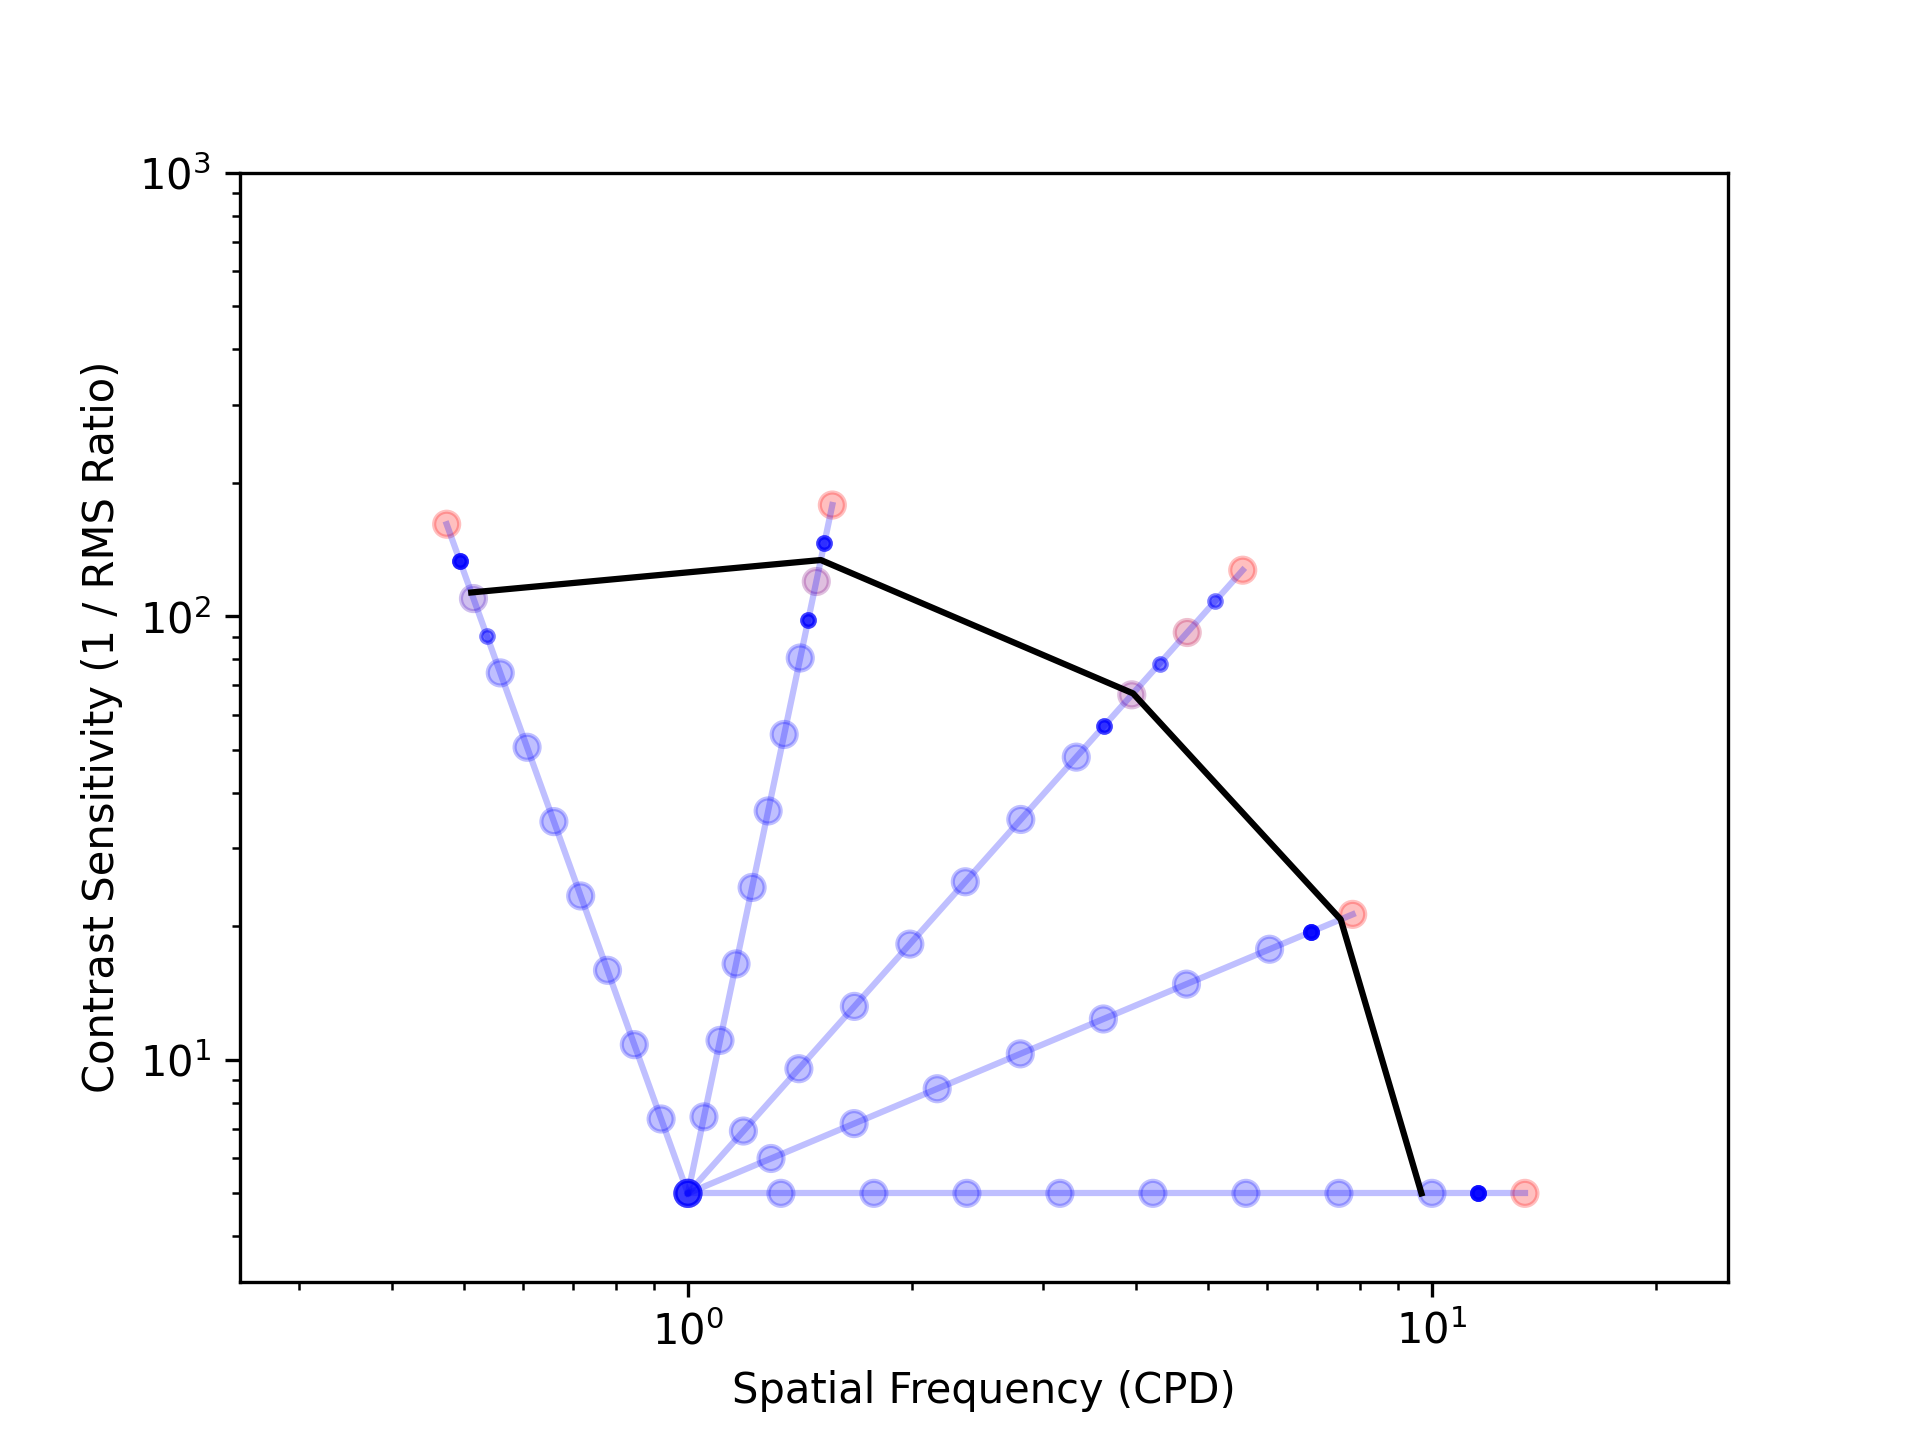 10³
10²
10¹
10⁰
10¹
Contrast Sensitivity (1 / RMS Ratio)
Spatial Frequency (CPD)